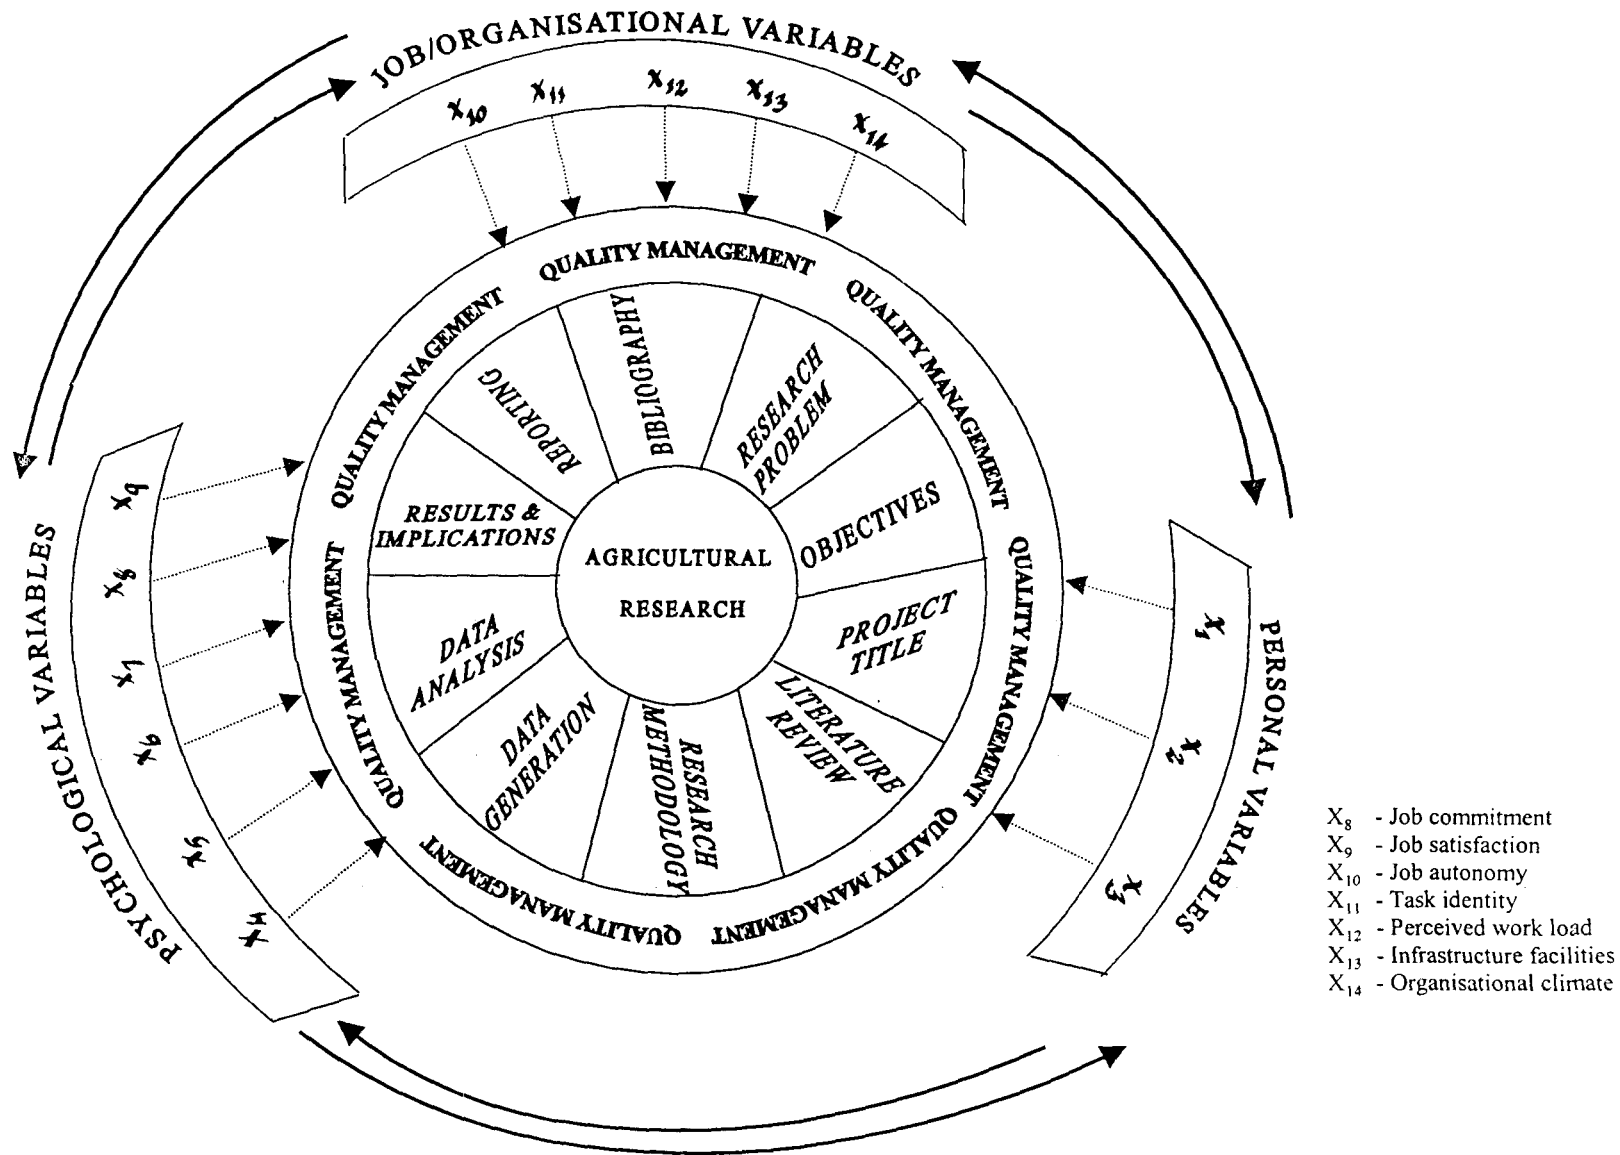 JOB/ORGANISATIONAL VARIABLES
X10
X11
X12
X13
X14
QUALITY MANAGEMENT
QUALITY MANAGEMENT
QUALITY MANAGEMENT
QUALITY MANAGEMENT
QUALITY MANAGEMENT
QUALITY MANAGEMENT
QUALITY MANAGEMENT
QUALITY MANAGEMENT
BIBLIOGRAPHY
RESEARCH
PROBLEM
OBJECTIVES
PROJECT
TITLE
LITERATURE
REVIEW
RESEARCH
METHODOLOGY
DATA
GENERATION
DATA
ANALYSIS
RESULTS &
IMPLICATIONS
REPORTING
AGRICULTURAL
RESEARCH
PSYCHOLOGICAL VARIABLES
X9
X8
X7
X6
X5
X4
PERSONAL VARIABLES
X1
X2
X3
X8 - Job commitment
X9 - Job satisfaction
X10 - Job autonomy
X11 - Task identity
X12 - Perceived work load
X13 - Infrastructure facilities
X14 - Organisational climate